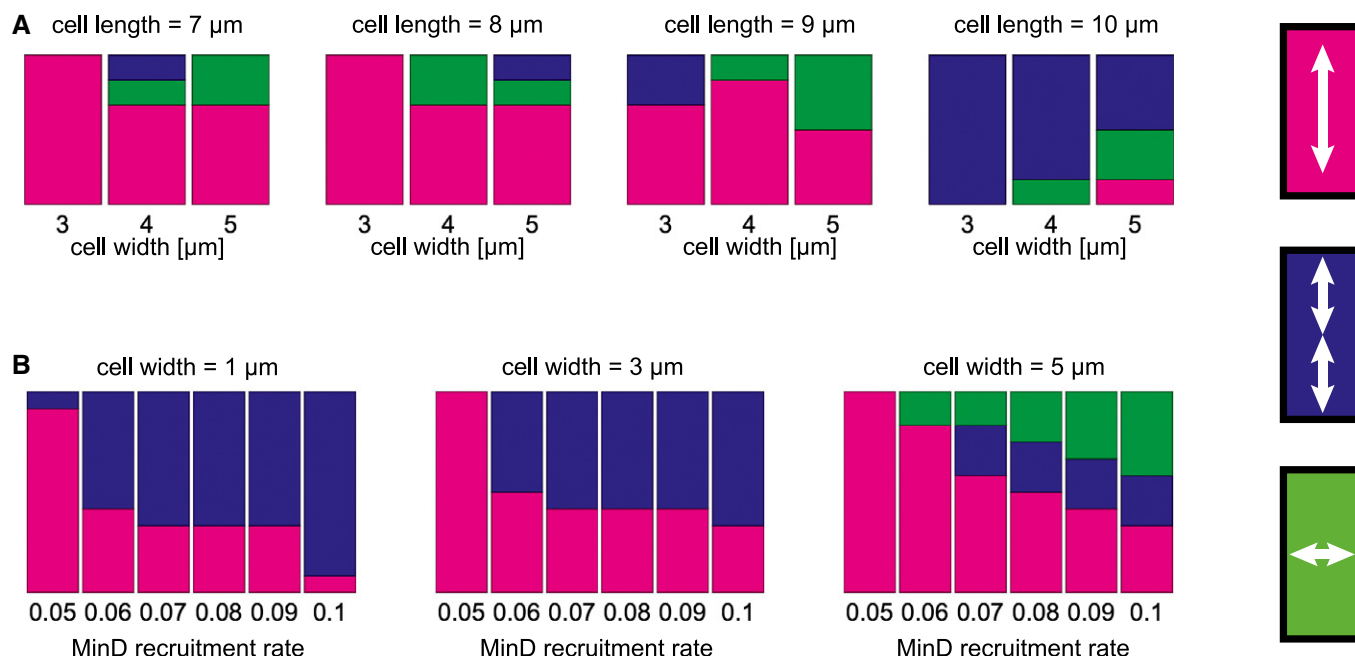 A
cell length = 7 µm
cell length = 8 µm
cell length = 9 µm
cell length = 10 µm
3 4 5
3 4 5
3 4 5
3 4 5
cell width [µm]
cell width [µm]
cell width [µm]
cell width [µm]
B
cell width = 1 µm
cell width = 3 µm
cell width = 5 µm
0.05 0.06 0.07 0.08 0.09 0.1
0.05 0.06 0.07 0.08 0.09 0.1
0.05 0.06 0.07 0.08 0.09 0.1
MinD recruitment rate
MinD recruitment rate
MinD recruitment rate